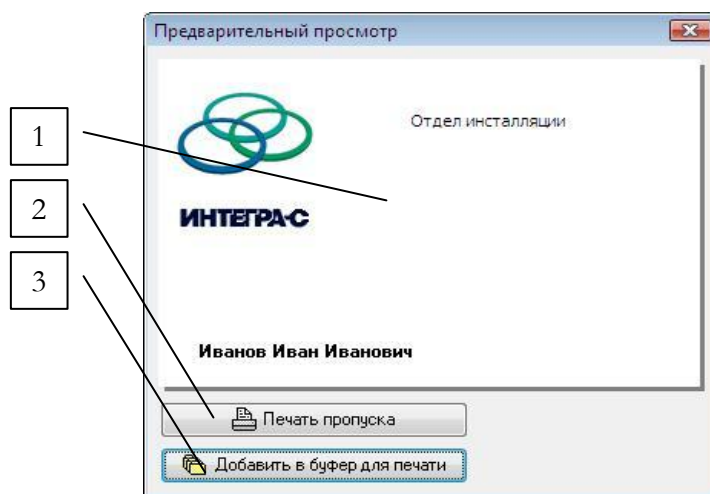 Предварительный просмотр
1
Отдел инсталляции
2
ИНТЕГРА-С
3
Иванов Иван Иванович
Печать пропуска
Добавить в буфер для печати